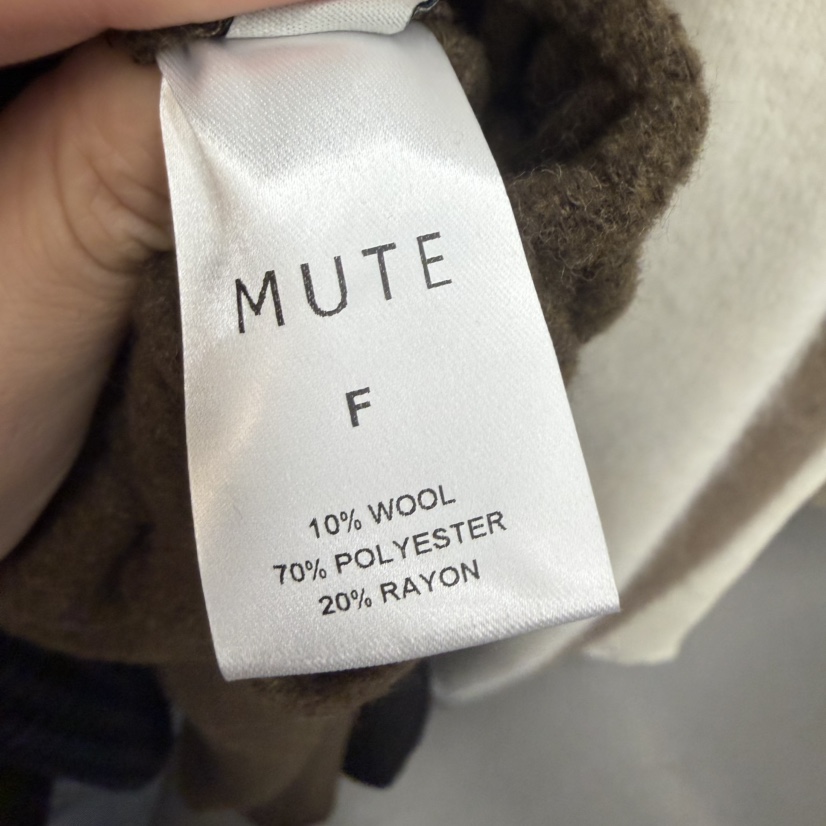 MUTE
F
10% WOOL
70% POLYESTER
20% RAYON